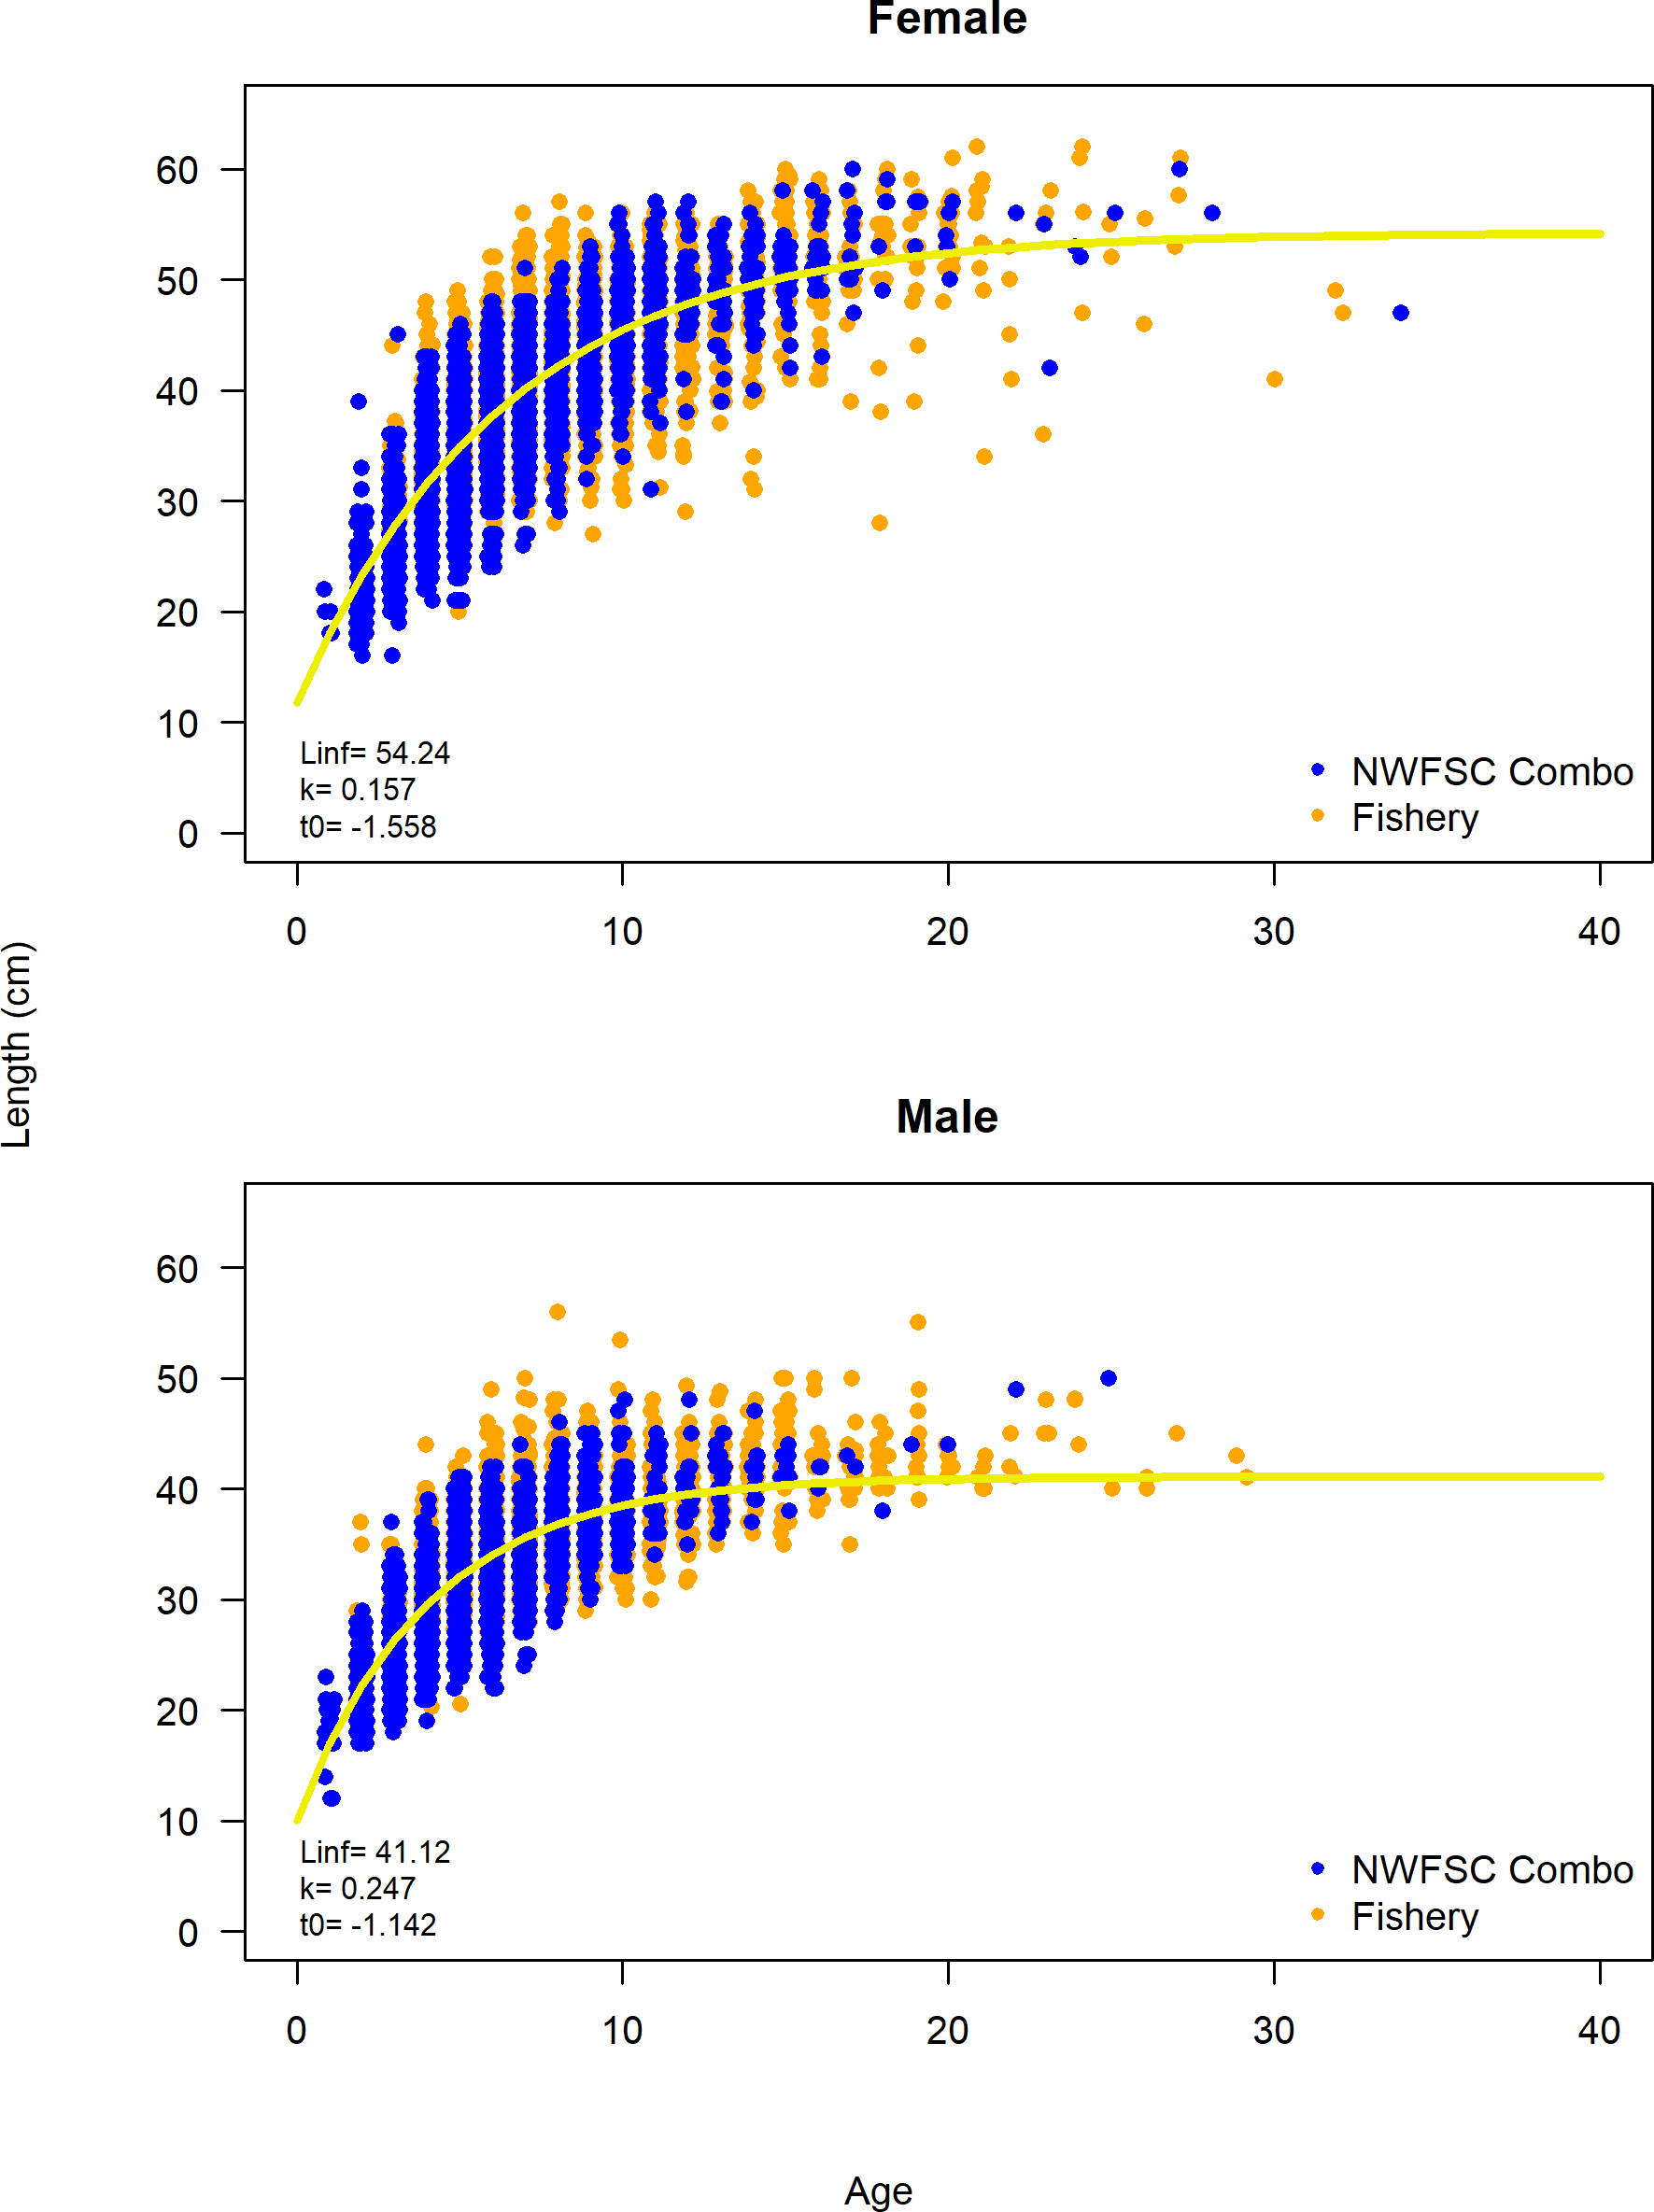 Female
60
50
40
30
20
10
0
Linf= 54.24
k= 0.157
t0= -1.558
NWFSC Combo
Fishery
0 10 20 30 40
Length (cm)
Male
60
50
40
30
20
10
0
Linf= 41.12
k= 0.247
t0= -1.142
NWFSC Combo
Fishery
0 10 20 30 40
Age